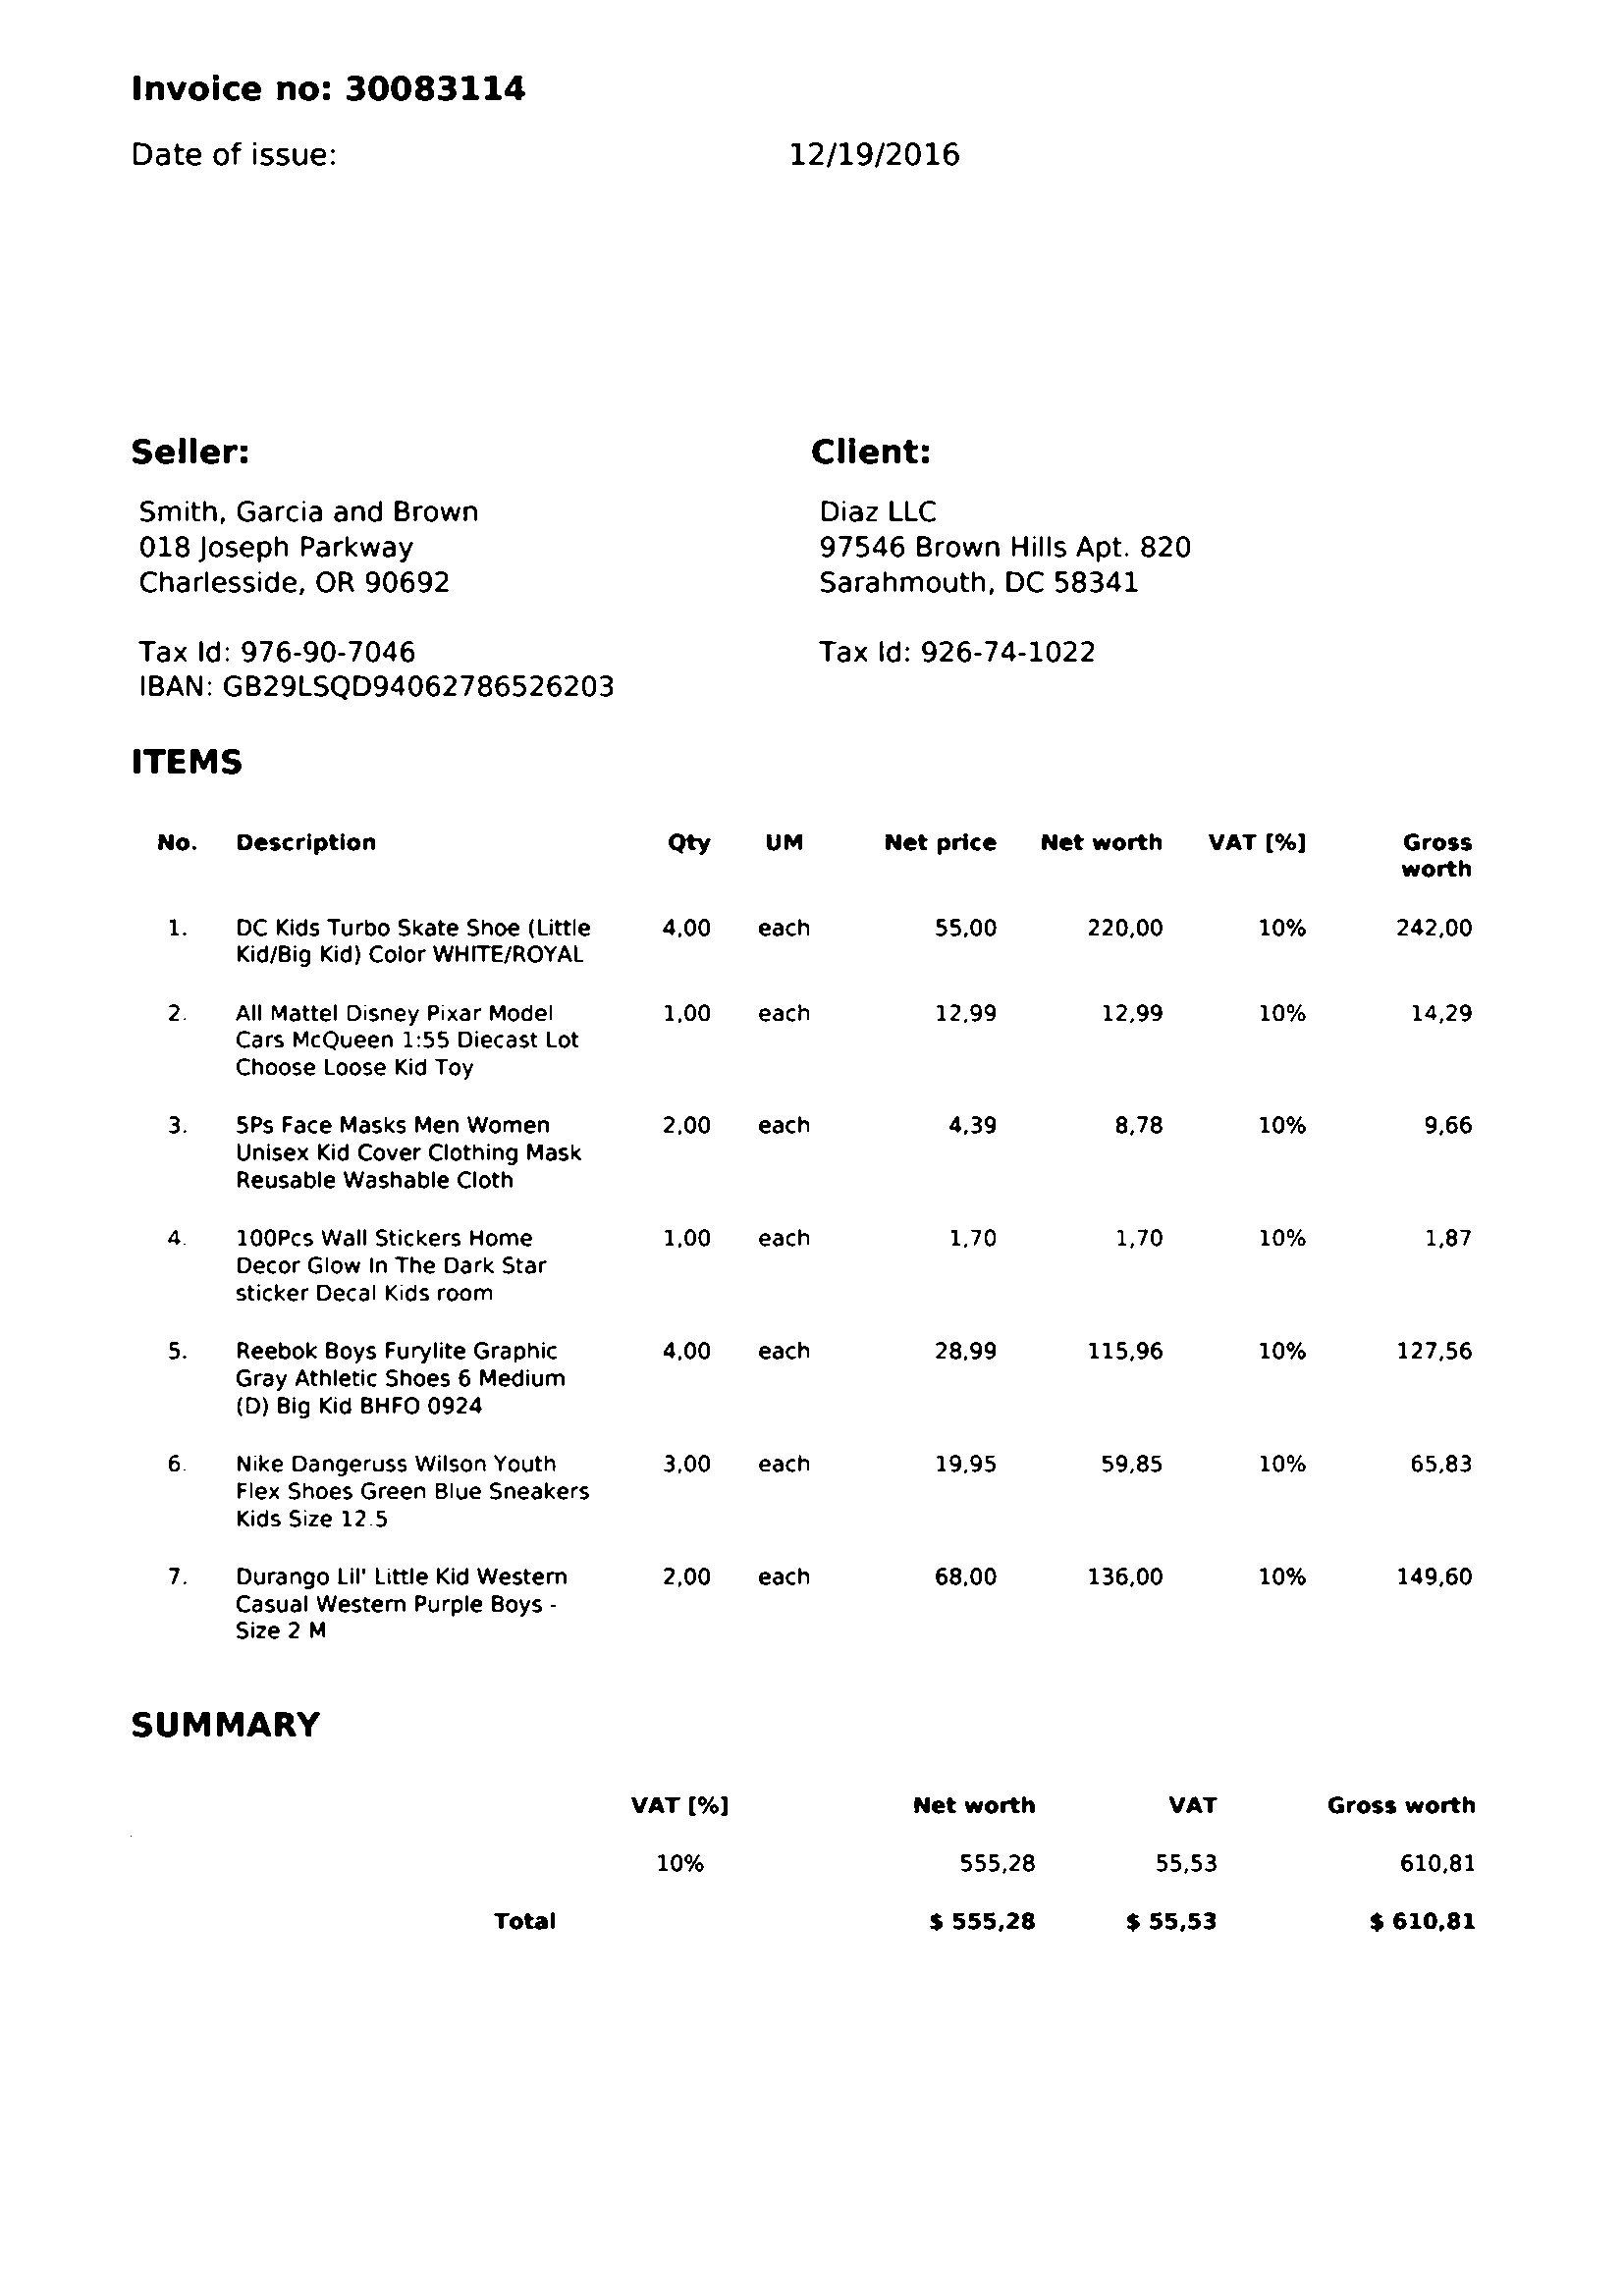 Invoice no: 30083114
Date of issue: 12/19/2016
Seller: Client:
Smith, Garcia and Brown Diaz LLC
018 Joseph Parkway 97546 Brown Hills Apt. 820
Charlesside, OR 90692 Sarahmouth, DC 58341
Tax Id: 976-90-7046 Tax Id: 926-74-1022
IBAN: GB29LSQD94062786526203
ITEMS
No. Description Qty UM Net price Net worth VAT [%] Gross
worth
1. DC Kids Turbo Skate Shoe (Little 4,00 each 55,00 220,00 10% 242,00
Kid/Big Kid) Color WHITE/ROYAL
2. All Mattel Disney Pixar Model 1,00 each 12,99 12,99 10% 14,29
Cars McQueen 1:55 Diecast Lot
Choose Loose Kid Toy
3. 5Ps Face Masks Men Women 2,00 each 4,39 8,78 10% 9,66
Unisex Kid Cover Clothing Mask
Reusable Washable Cloth
4. 100Pcs Wall Stickers Home 1,00 each 1,70 1,70 10% 1,87
Decor Glow In The Dark Star
sticker Decal Kids room
5. Reebok Boys Furylite Graphic 4,00 each 28,99 115,96 10% 127,56
Gray Athletic Shoes 6 Medium
(D) Big Kid BHFO 0924
6. Nike Dangeruss Wilson Youth 3,00 each 19,95 59,85 10% 65,83
Flex Shoes Green Blue Sneakers
Kids Size 12.5
7. Durango Lil' Little Kid Western 2,00 each 68,00 136,00 10% 149,60
Casual Western Purple Boys -
Size 2 M
SUMMARY
VAT [%] Net worth VAT Gross worth
10% 555,28 55,53 610,81
Total $ 555,28 $ 55,53 $ 610,81